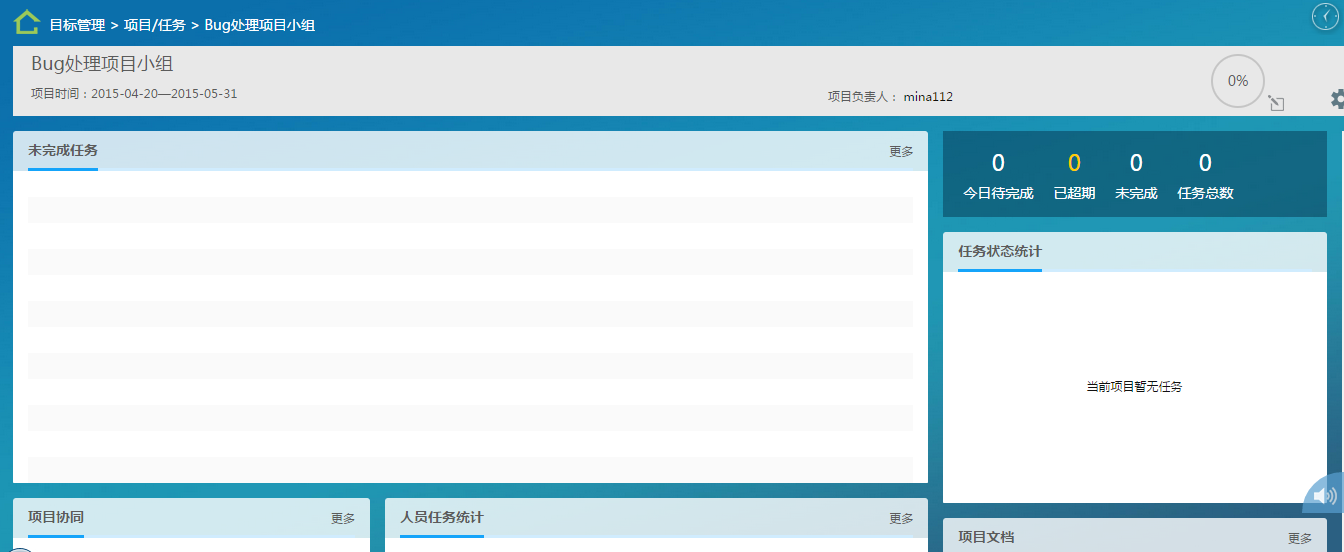 目标管理 > 项目/任务 > Bug处理项目小组
Bug处理项目小组
项目时间：2015-04-20—2015-05-31
项目负责人： mina112
0%
未完成任务
更多
0 0 0 0
今日待完成 已超期 未完成 任务总数
任务状态统计
当前项目暂无任务
项目协同
更多
人员任务统计
更多
项目文档
更多